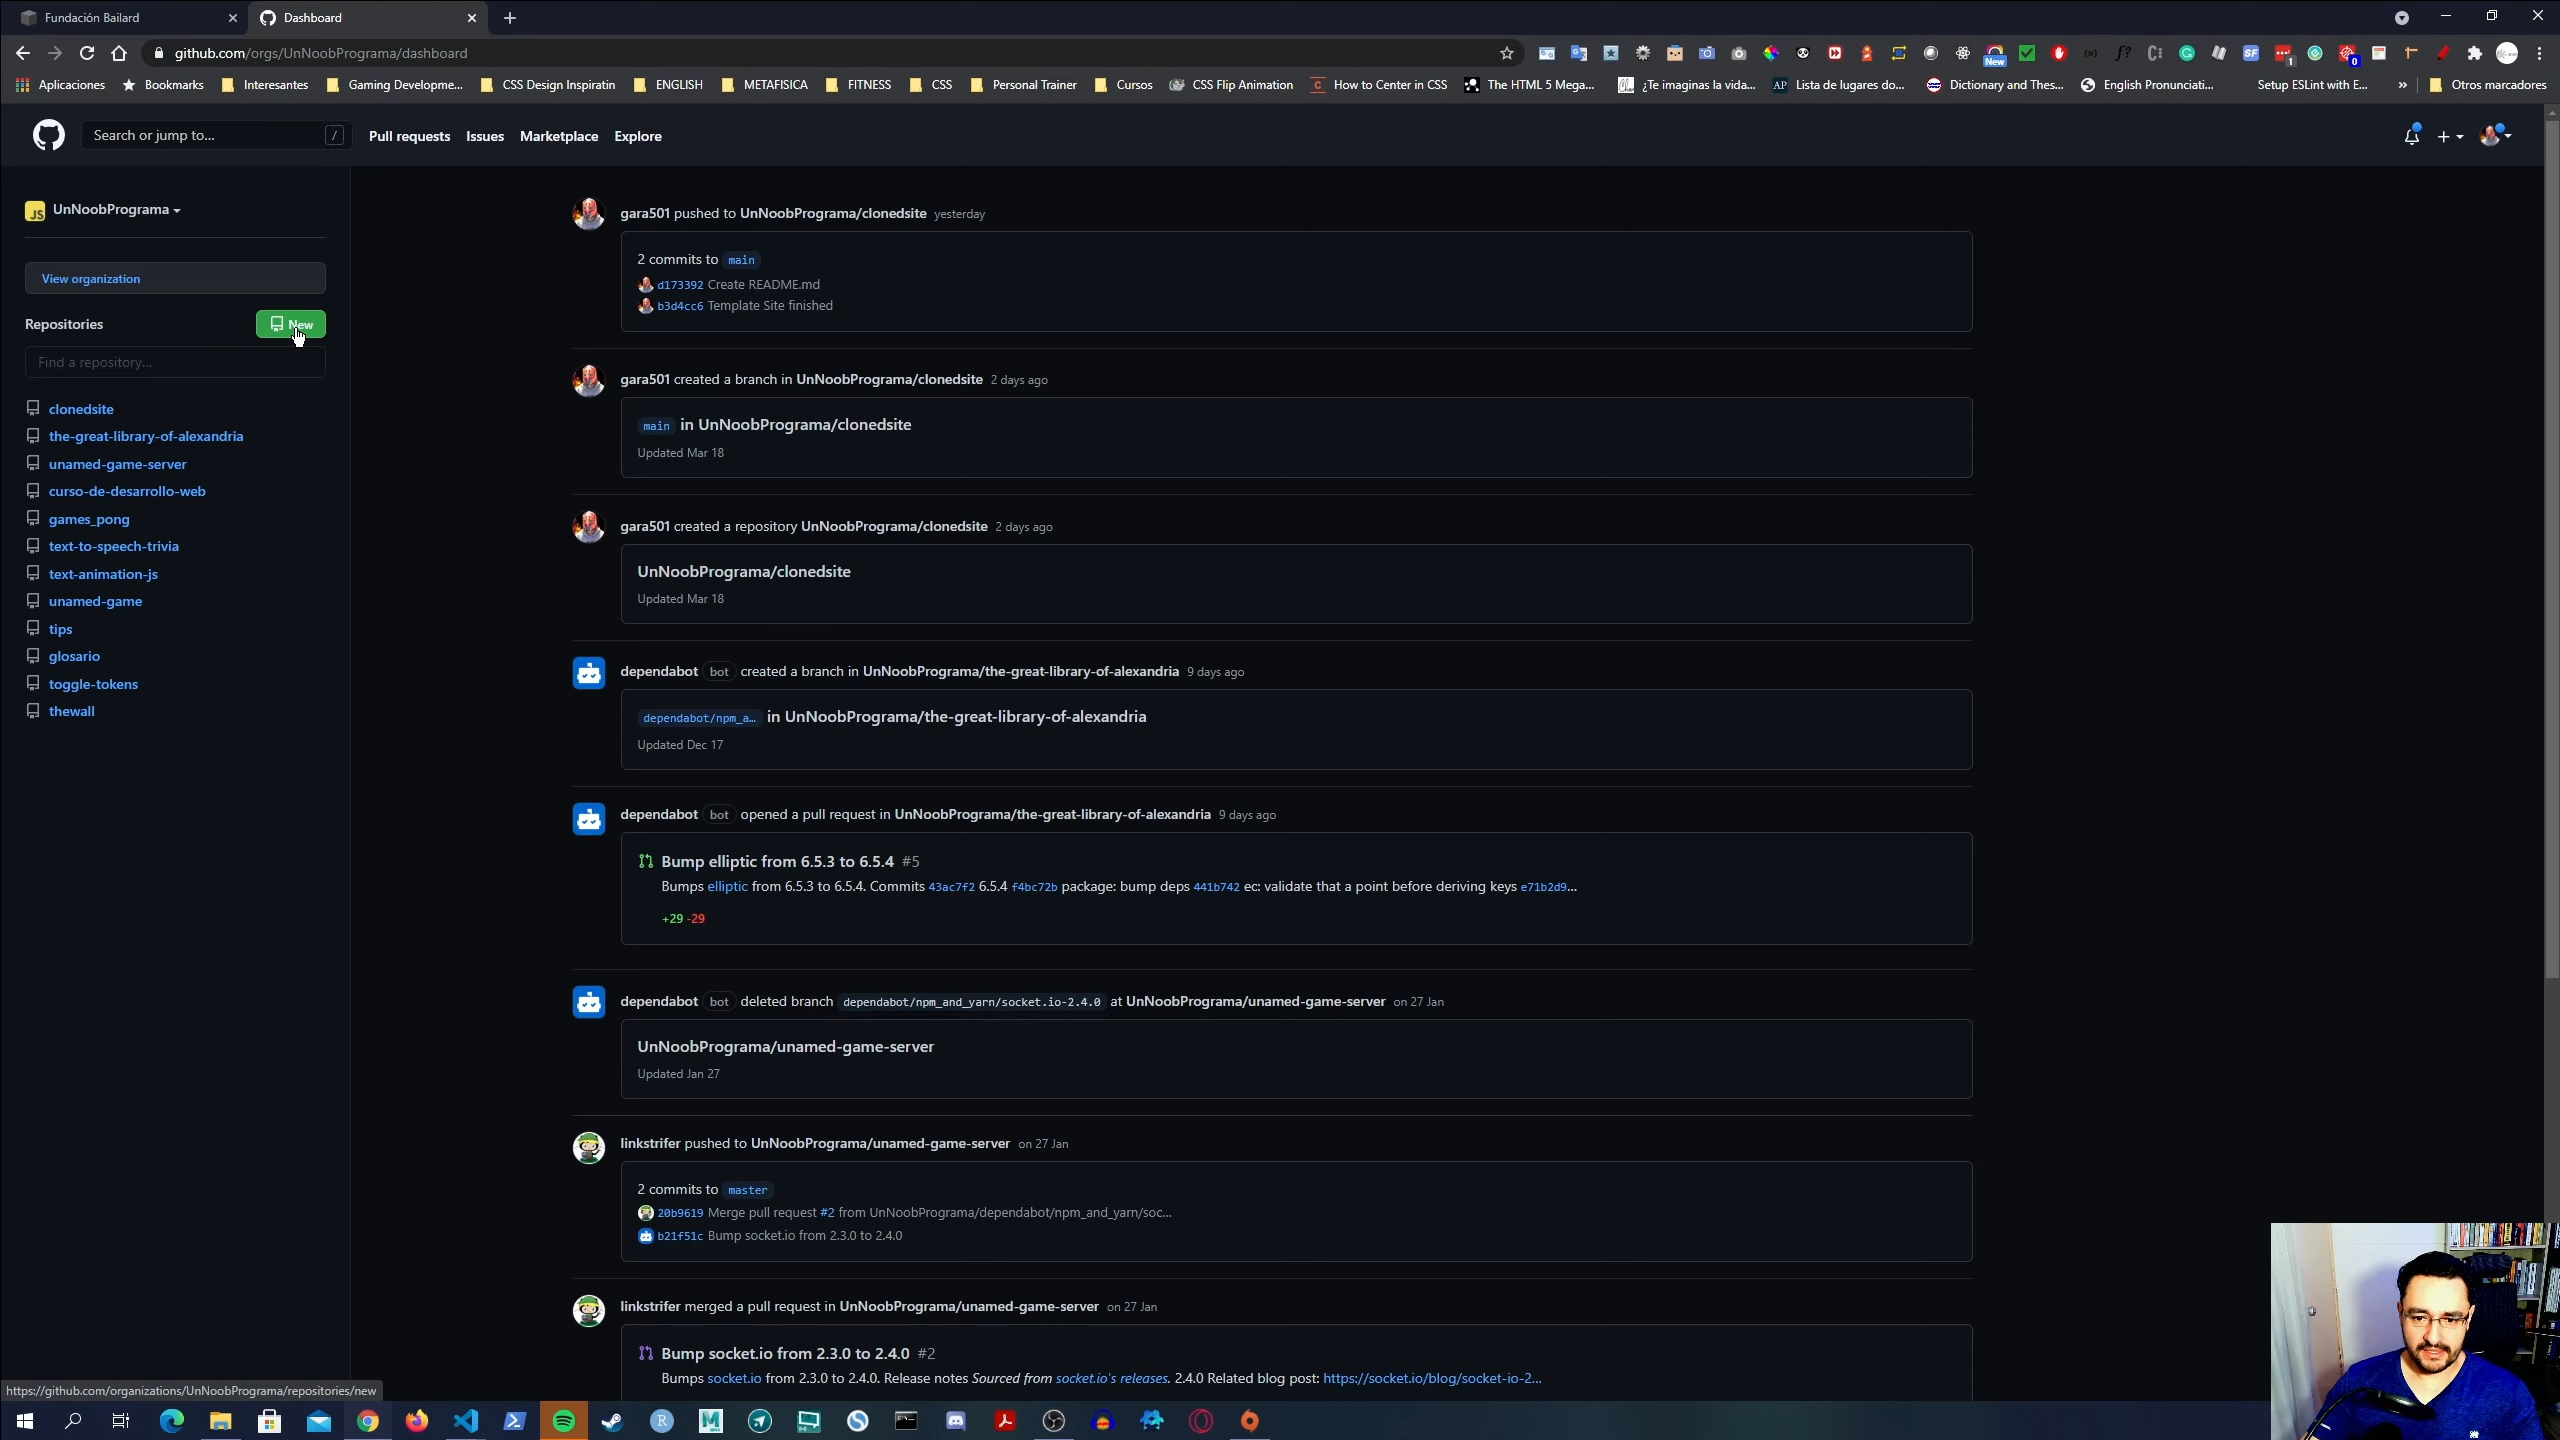 Fundación Bailard
Dashboard
github.com/orgs/UnNoobPrograma/dashboard
New
1
0
Aplicaciones
Bookmarks
Interesantes
Gaming Developme...
CSS Design Inspiratin
ENGLISH
METAFISICA
FITNESS
CSS
Personal Trainer
Cursos
CSS Flip Animation
How to Center in CSS
The HTML 5 Mega...
¿Te imaginas la vida...
Lista de lugares do...
Dictionary and Thes...
English Pronunciati...
Setup ESLint with E...
»
Otros marcadores
Search or jump to...
/
Pull requests
Issues
Marketplace
Explore
JS
UnNoobPrograma
View organization
Repositories
New
Find a repository...
clonedsite
the-great-library-of-alexandria
unamed-game-server
curso-de-desarrollo-web
games_pong
text-to-speech-trivia
text-animation-js
unamed-game
tips
glosario
toggle-tokens
thewall
gara501 pushed to UnNoobPrograma/clonedsite yesterday
2 commits to main
d173392 Create README.md
b3d4cc6 Template Site finished
gara501 created a branch in UnNoobPrograma/clonedsite 2 days ago
main in UnNoobPrograma/clonedsite
Updated Mar 18
gara501 created a repository UnNoobPrograma/clonedsite 2 days ago
UnNoobPrograma/clonedsite
Updated Mar 18
dependabot bot created a branch in UnNoobPrograma/the-great-library-of-alexandria 9 days ago
dependabot/npm_a… in UnNoobPrograma/the-great-library-of-alexandria
Updated Dec 17
dependabot bot opened a pull request in UnNoobPrograma/the-great-library-of-alexandria 9 days ago
Bump elliptic from 6.5.3 to 6.5.4 #5
Bumps elliptic from 6.5.3 to 6.5.4. Commits 43ac7f2 6.5.4 f4bc72b package: bump deps 441b742 ec: validate that a point before deriving keys e71b2d9…
+29 -29
dependabot bot deleted branch dependabot/npm_and_yarn/socket.io-2.4.0 at UnNoobPrograma/unamed-game-server on 27 Jan
UnNoobPrograma/unamed-game-server
Updated Jan 27
linkstrifer pushed to UnNoobPrograma/unamed-game-server on 27 Jan
2 commits to master
20b9619 Merge pull request #2 from UnNoobPrograma/dependabot/npm_and_yarn/soc…
b21f51c Bump socket.io from 2.3.0 to 2.4.0
linkstrifer merged a pull request in UnNoobPrograma/unamed-game-server on 27 Jan
Bump socket.io from 2.3.0 to 2.4.0 #2
Bumps socket.io from 2.3.0 to 2.4.0. Release notes Sourced from socket.io's releases. 2.4.0 Related blog post: https://socket.io/blog/socket-io-2…
https://github.com/organizations/UnNoobPrograma/repositories/new